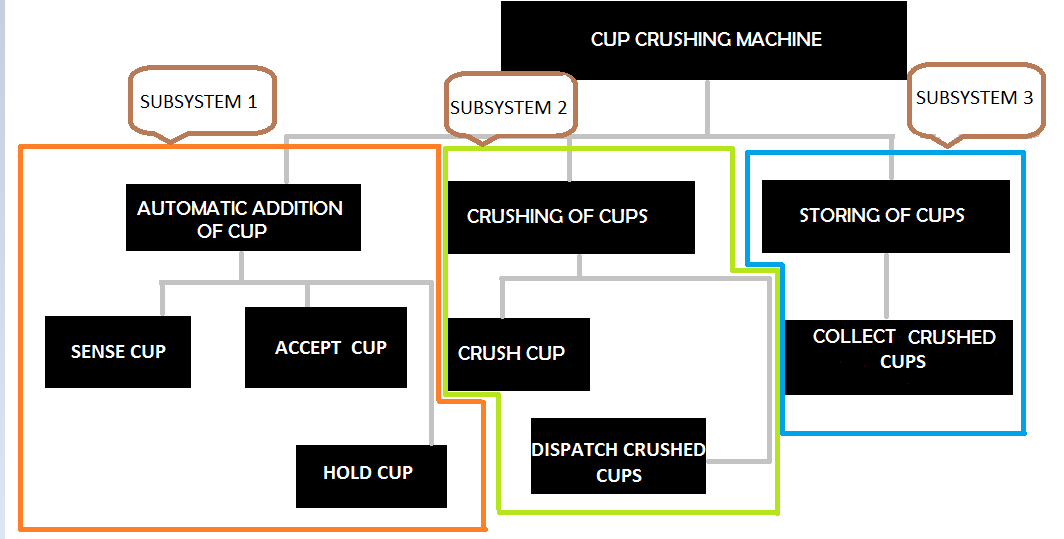 CUP CRUSHING MACHINE
SUBSYSTEM 1
SUBSYSTEM 2
SUBSYSTEM 3
AUTOMATIC ADDITION
OF CUP
CRUSHING OF CUPS
STORING OF CUPS
SENSE CUP
ACCEPT CUP
CRUSH CUP
COLLECT CRUSHED
CUPS
HOLD CUP
DISPATCH CRUSHED
CUPS